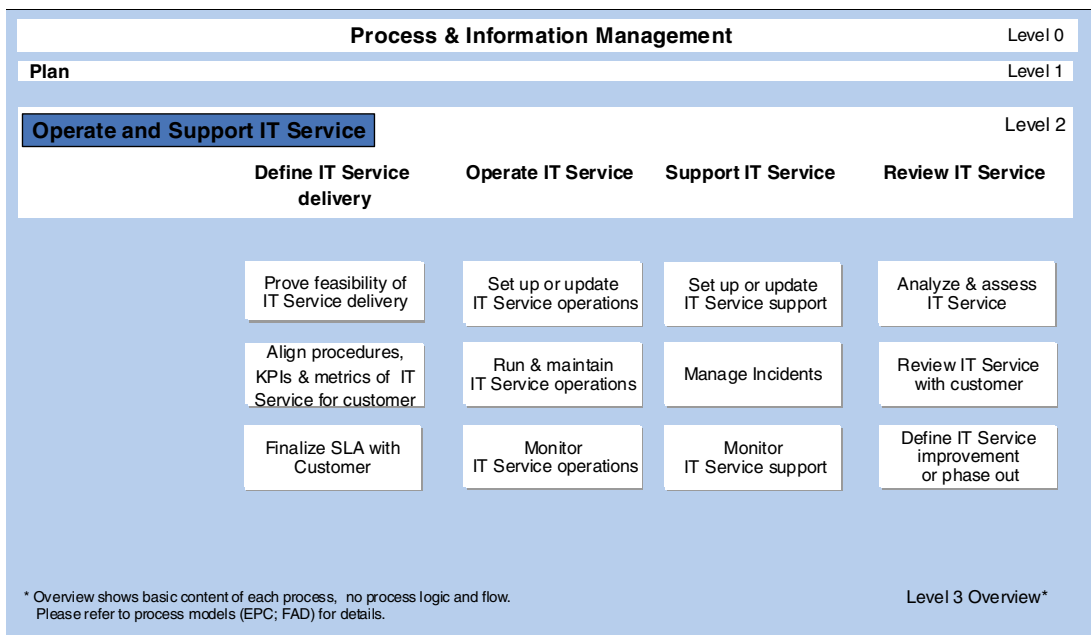 Process & Information Management
Level 0
Plan
Level 1
Operate and Support IT Service
Level 2
Define IT Service
delivery
Operate IT Service
Support IT Service
Review IT Service
Prove feasibility of
IT Service delivery
Set up or update
IT Service operations
Set up or update
IT Service support
Analyze & assess
IT Service
Align procedures,
KPIs & metrics of IT
Service for customer
Run & maintain
IT Service operations
Manage Incidents
Review IT Service
with customer
Finalize SLA with
Customer
Monitor
IT Service operations
Monitor
IT Service support
Define IT Service
improvement
or phase out
* Overview shows basic content of each process, no process logic and flow.
Please refer to process models (EPC; FAD) for details.
Level 3 Overview*